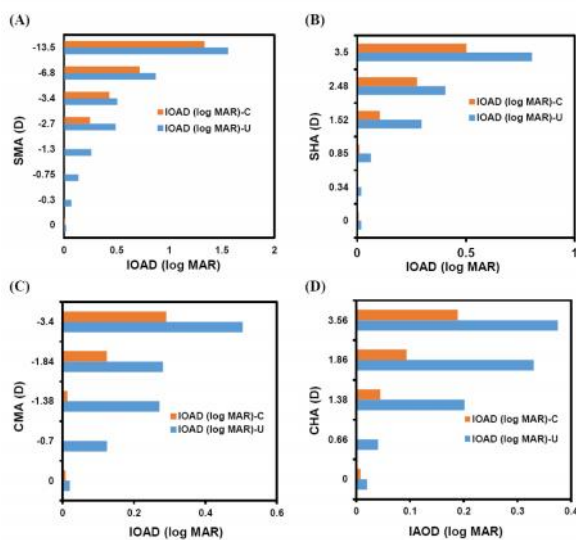 (A)
-13.6
-6.8
-3.4
-2.7
-1.3
-0.75
-0.3
0
SMA (D)
IOAD (log MAR)-C
IOAD (log MAR)-U
0 0.5 1 1.5 2
IOAD (log MAR)
(B)
3.5
2.48
1.52
0.85
0.34
0
SHA (D)
IOAD (log MAR)-C
IOAD (log MAR)-U
0 0.5 1
IOAD (log MAR)
(C)
-3.4
-1.84
-1.38
-0.7
0
CMA (D)
IOAD (log MAR)-C
IOAD (log MAR)-U
0 0.2 0.4 0.6
IOAD (log MAR)
(D)
3.56
1.86
1.38
0.66
0
CHA (D)
IOAD (log MAR)-C
IOAD (log MAR)-U
0 0.1 0.2 0.3 0.4
IAOD (log MAR)